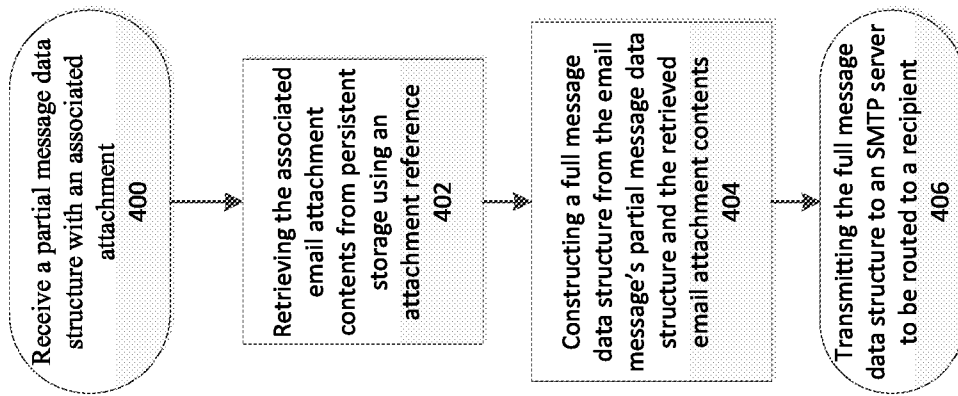 Receive a partial message data
structure with an associated
attachment
400
Retrieving the associated
email attachment
contents from persistent
storage using an
attachment reference
402
Constructing a full message
data structure from the email
message's partial message data
structure and the retrieved
email attachment contents
404
Transmitting the full message
data structure to an SMTP server
to be routed to a recipient
406